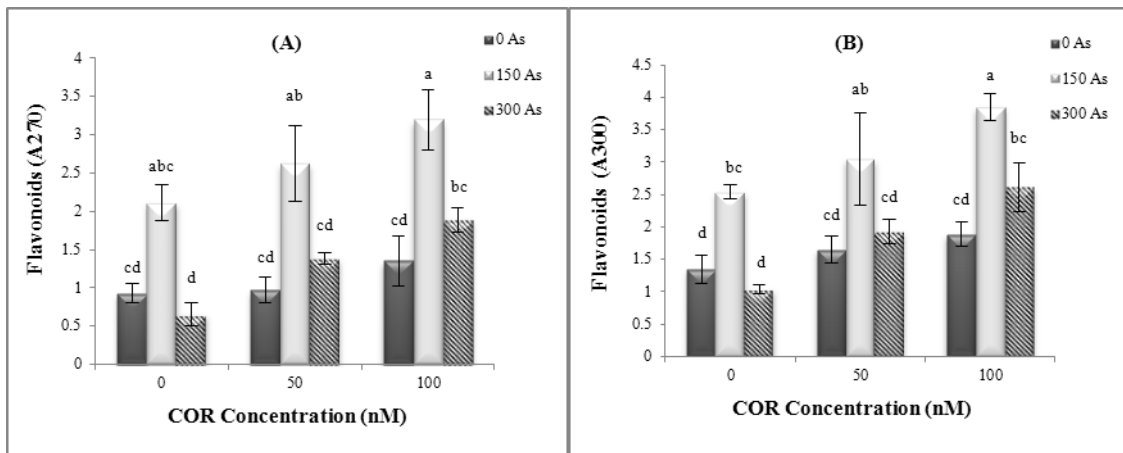 (A)
Flavonoids (A270)
4
3.5
3
2.5
2
1.5
1
0.5
0
cd
abc
d
cd
ab
cd
cd
a
bc
0 As
150 As
300 As
0
50
100
COR Concentration (nM)
(B)
Flavonoids (A300)
4.5
4
3.5
3
2.5
2
1.5
1
0.5
0
d
bc
d
cd
ab
cd
cd
a
bc
0 As
150 As
300 As
0
50
100
COR Concentration (nM)